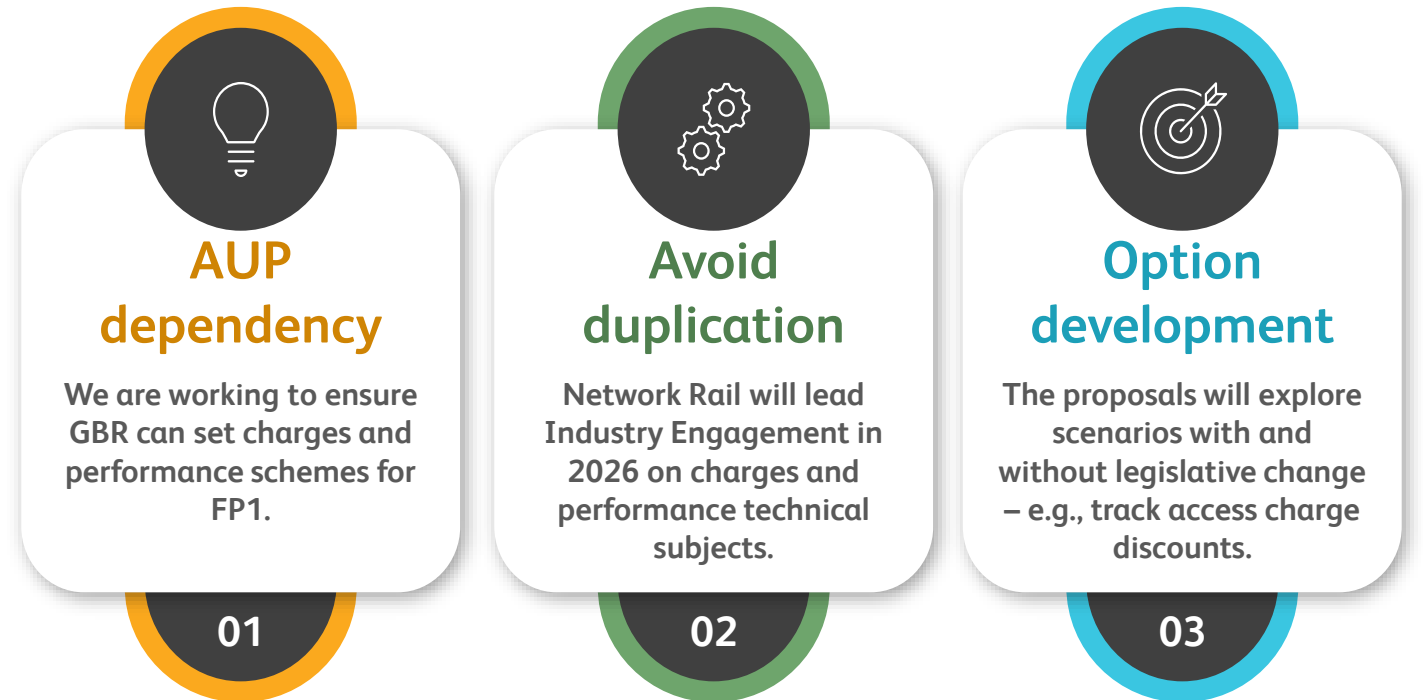 AUP
dependency
We are working to ensure
GBR can set charges and
performance schemes for
FP1.
01
Avoid
duplication
Network Rail will lead
Industry Engagement in
2026 on charges and
performance technical
subjects.
02
Option
development
The proposals will explore
scenarios with and
without legislative change
– e.g., track access charge
discounts.
03